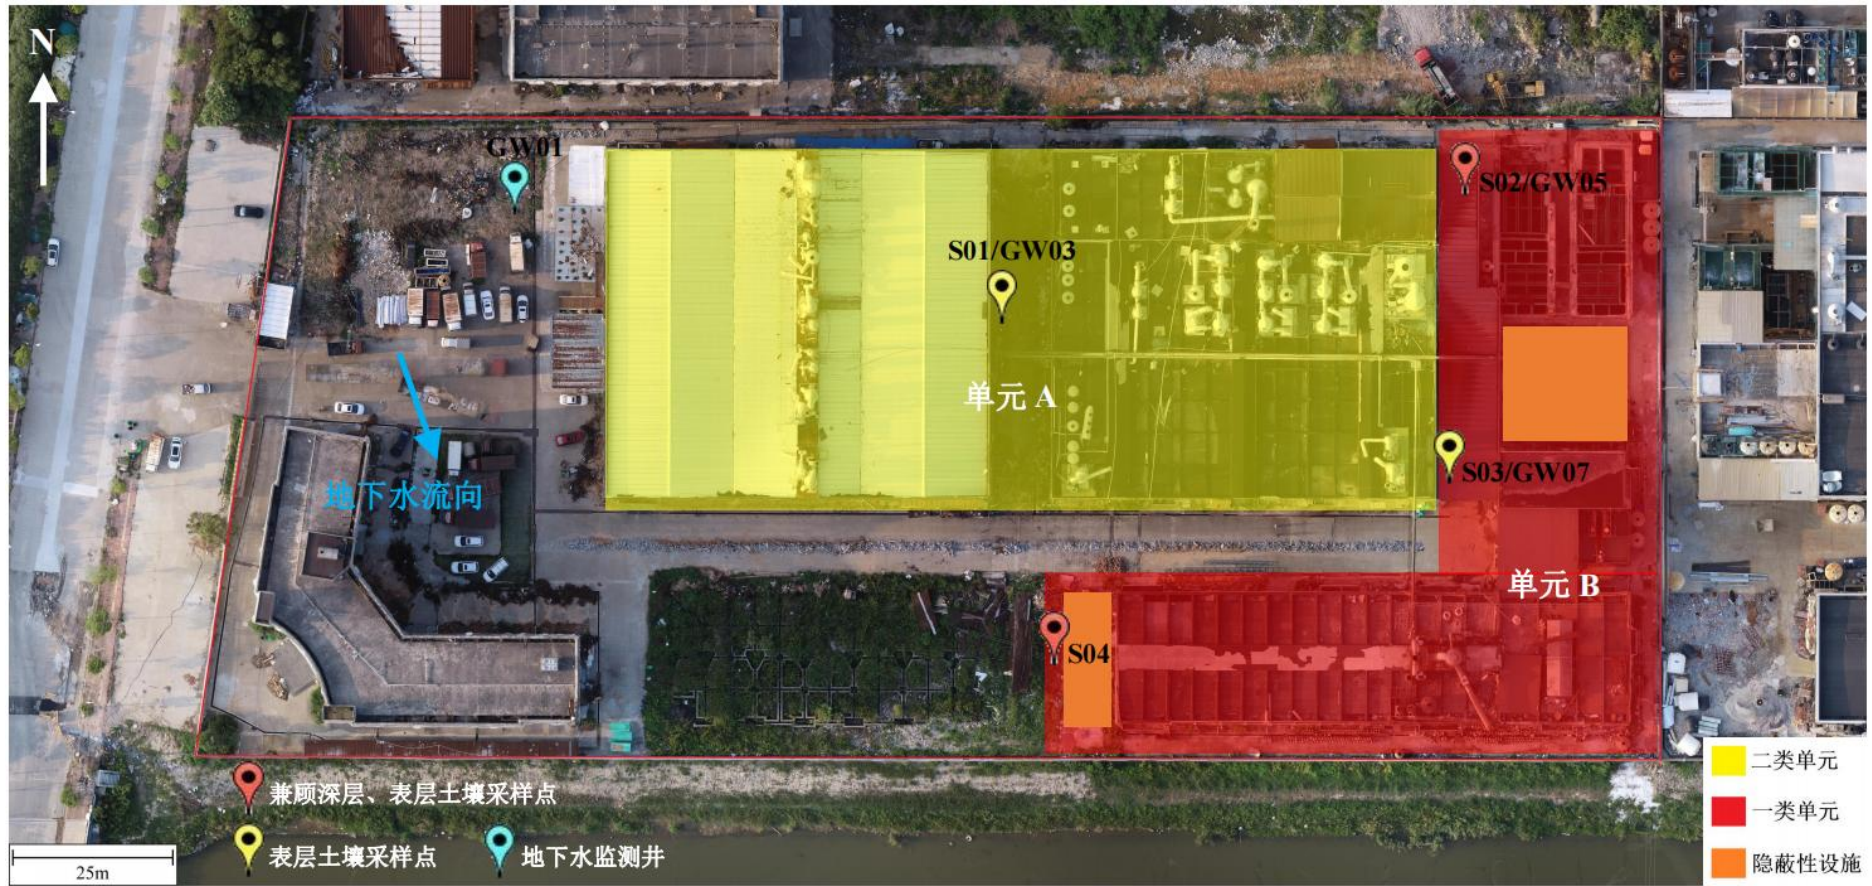 N
GW01
S02/GW05
S01/GW03
单元 A
S03/GW07
地下水流向
单元 B
S04
二类单元
兼顾深层、表层土壤采样点
一类单元
表层土壤采样点
地下水监测井
隐蔽性设施
25m